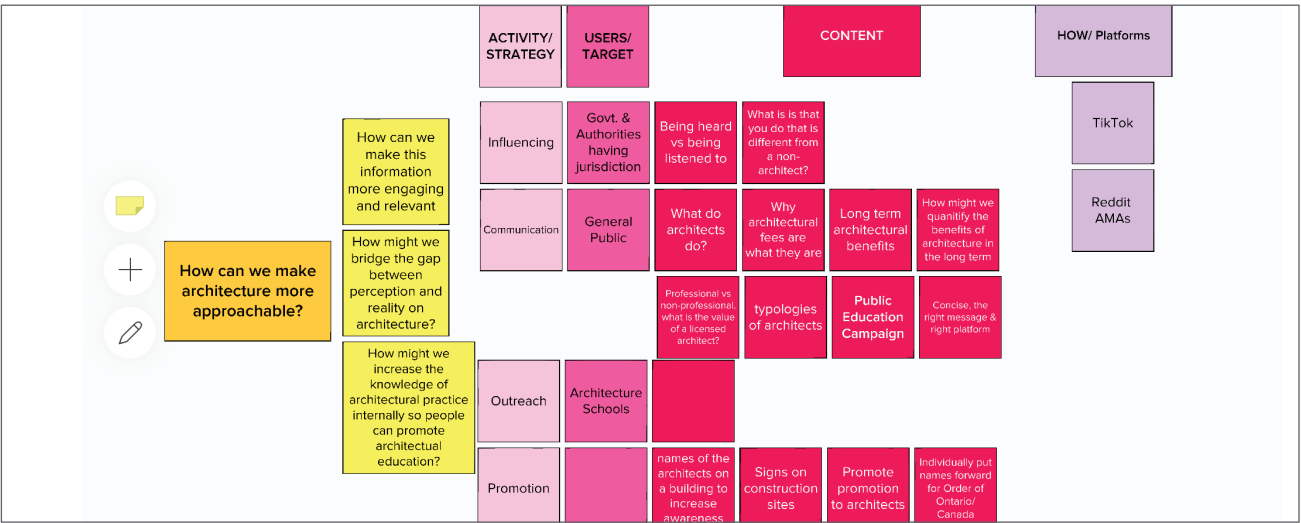 ACTIVITY/
STRATEGY
USERS/
TARGET
CONTENT
HOW/ Platforms
How can we make
architecture more
approachable?
How can we
make this
information
more engaging
and relevant
How might we
bridge the gap
between
perception and
reality on
architecture?
How might we
increase the
knowledge of
architectural practice
internally so people
can promote
architectual
education?
Influencing
Govt. &
Authorities
having
jurisdiction
Being heard
vs being
listened to
What is is that
you do that is
different from
a non-
architect?
Communication
General
Public
What do
architects
do?
Why
architectural
fees are
what they are
Long term
architectural
benefits
How might we
quanitify the
benefits of
architecture in
the long term
Professional vs
non-professional.
what is the value
of a licensed
architect?
typologies
of architects
Public
Education
Campaign
Concise, the
right message &
right platform
Outreach
Architecture
Schools
Promotion
names of the
architects on
a building to
increase
awareness
Signs on
construction
sites
Promote
promotion
to architects
Individually put
names forward
for Order of
Ontario/
Canada
TikTok
Reddit
AMAs